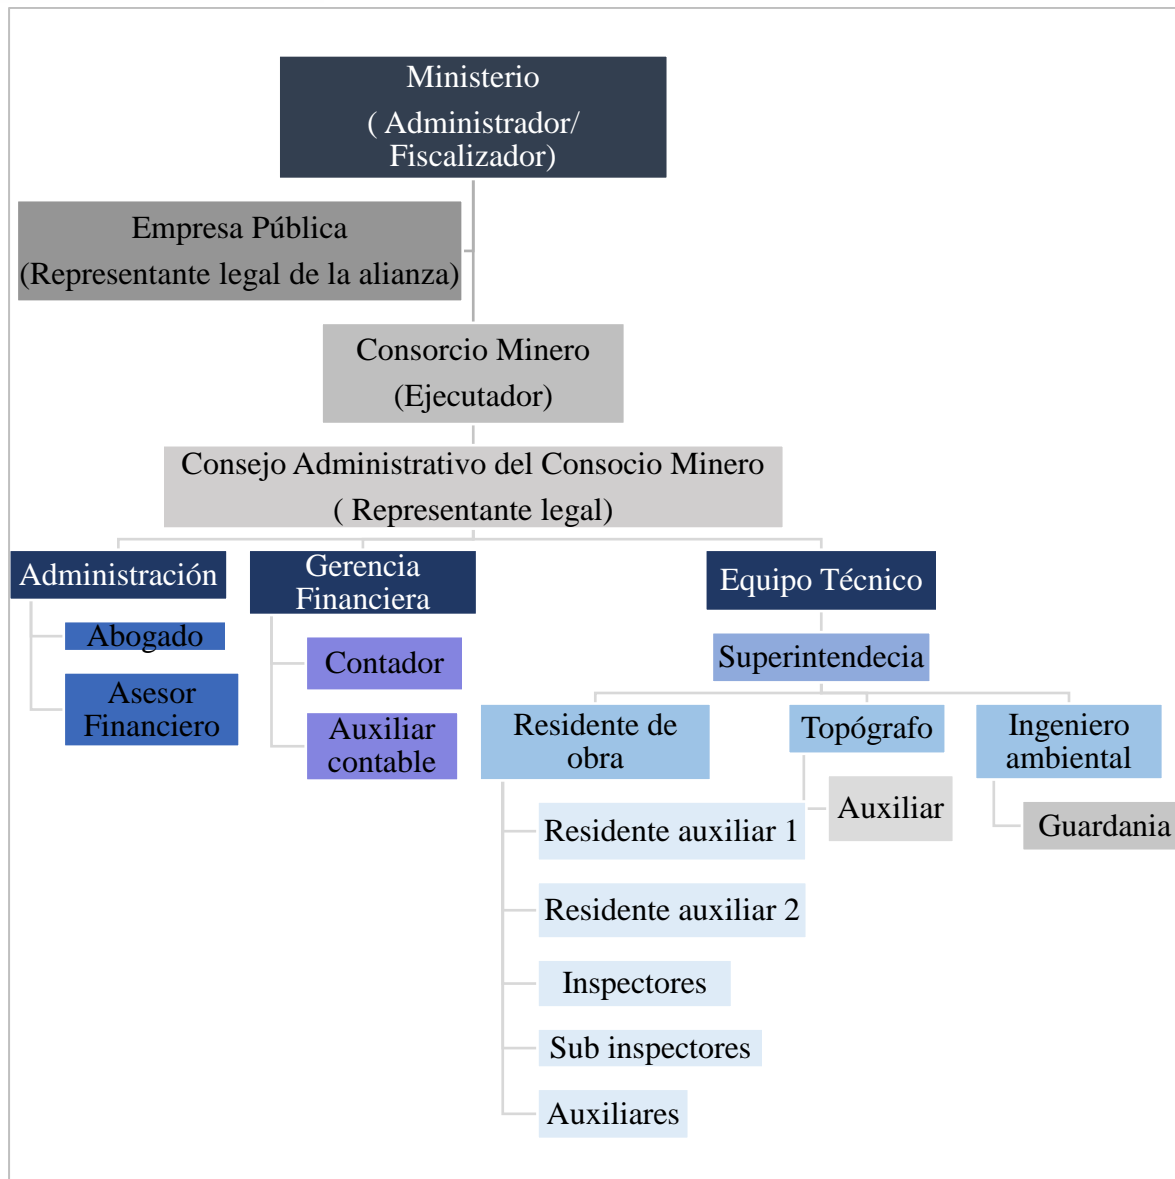 Ministerio
( Administrador/
Fiscalizador)
Empresa Pública
(Representante legal de la alianza)
Consorcio Minero
(Ejecutador)
Consejo Administrativo del Consocio Minero
( Representante legal)
Administración
Abogado
Asesor
Financiero
Gerencia
Financiera
Contador
Auxiliar
contable
Equipo Técnico
Superintendecia
Residente de
obra
Residente auxiliar 1
Residente auxiliar 2
Inspectores
Sub inspectores
Auxiliares
Topógrafo
Auxiliar
Ingeniero
ambiental
Guardania